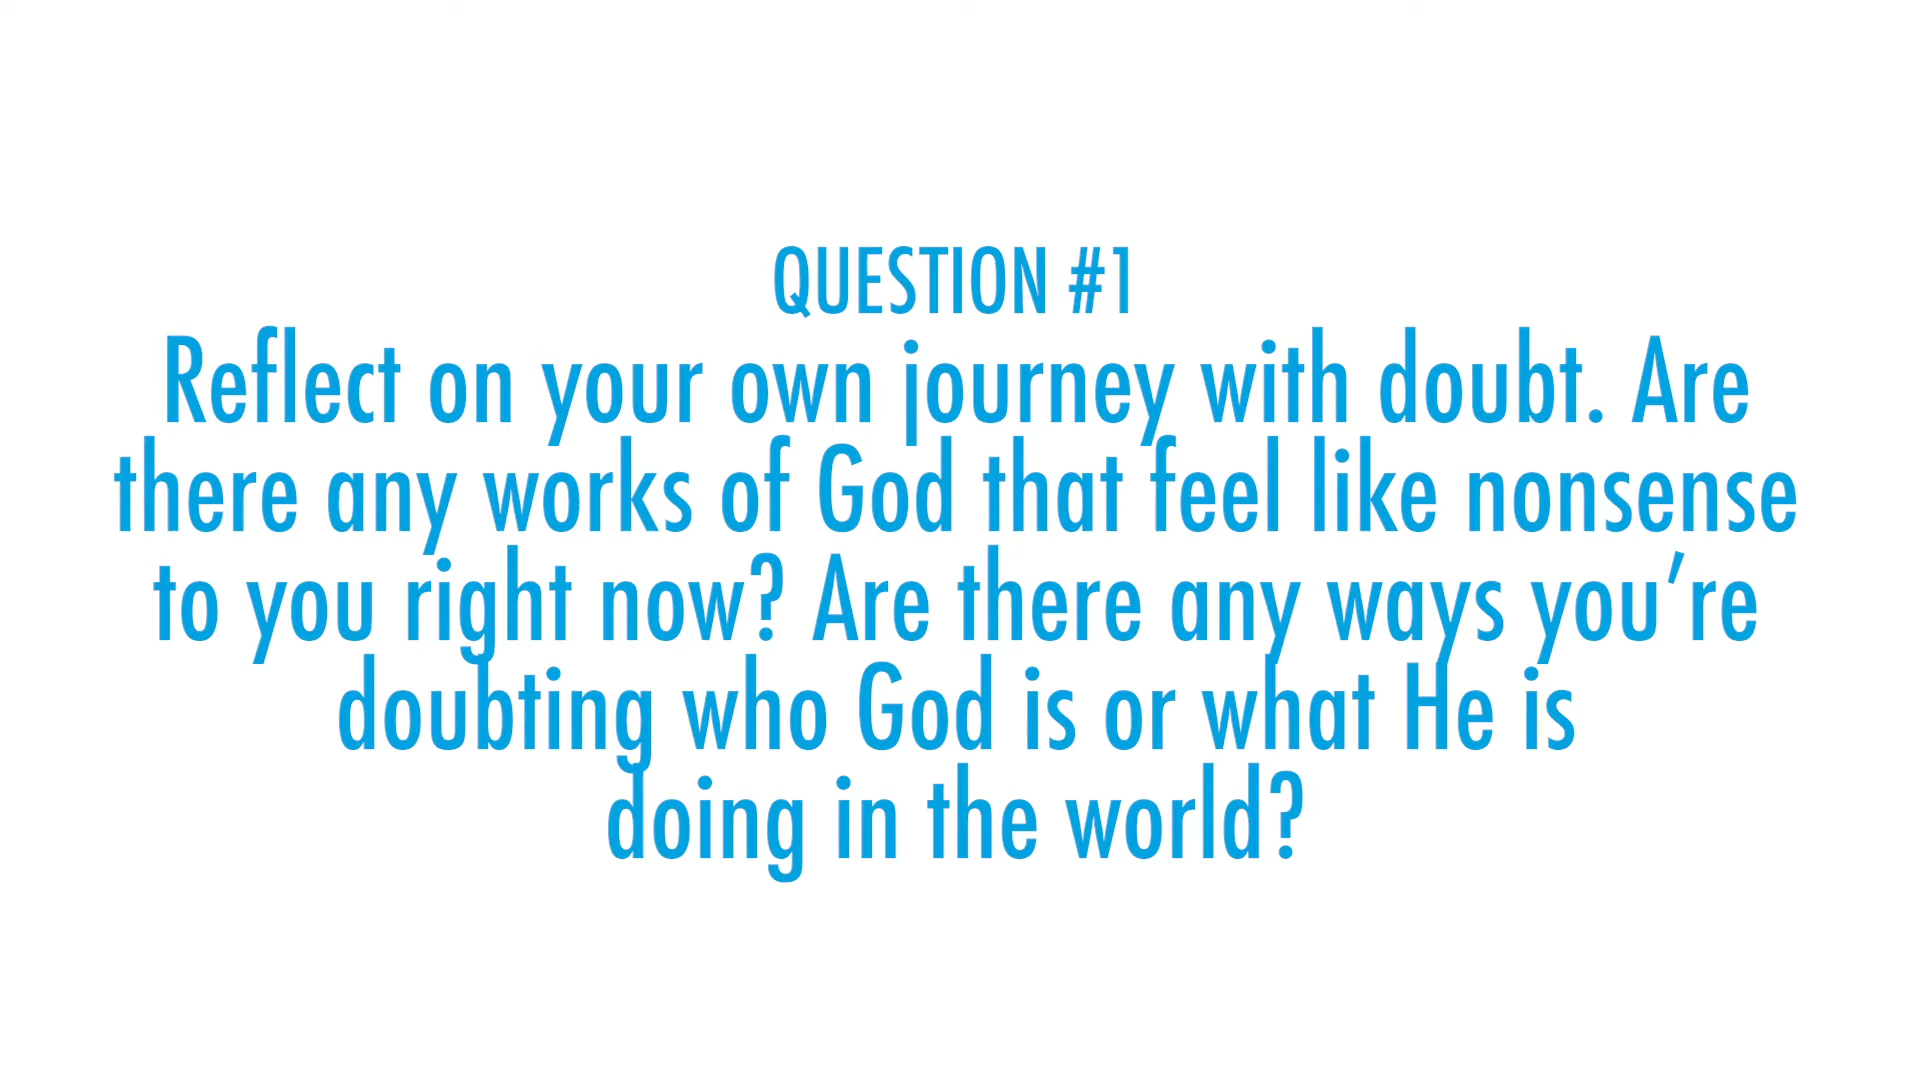 QUESTION #1
Reflect on your own journey with doubt. Are
there any works of God that feel like nonsense
to you right now? Are there any ways you’re
doubting who God is or what He is
doing in the world?